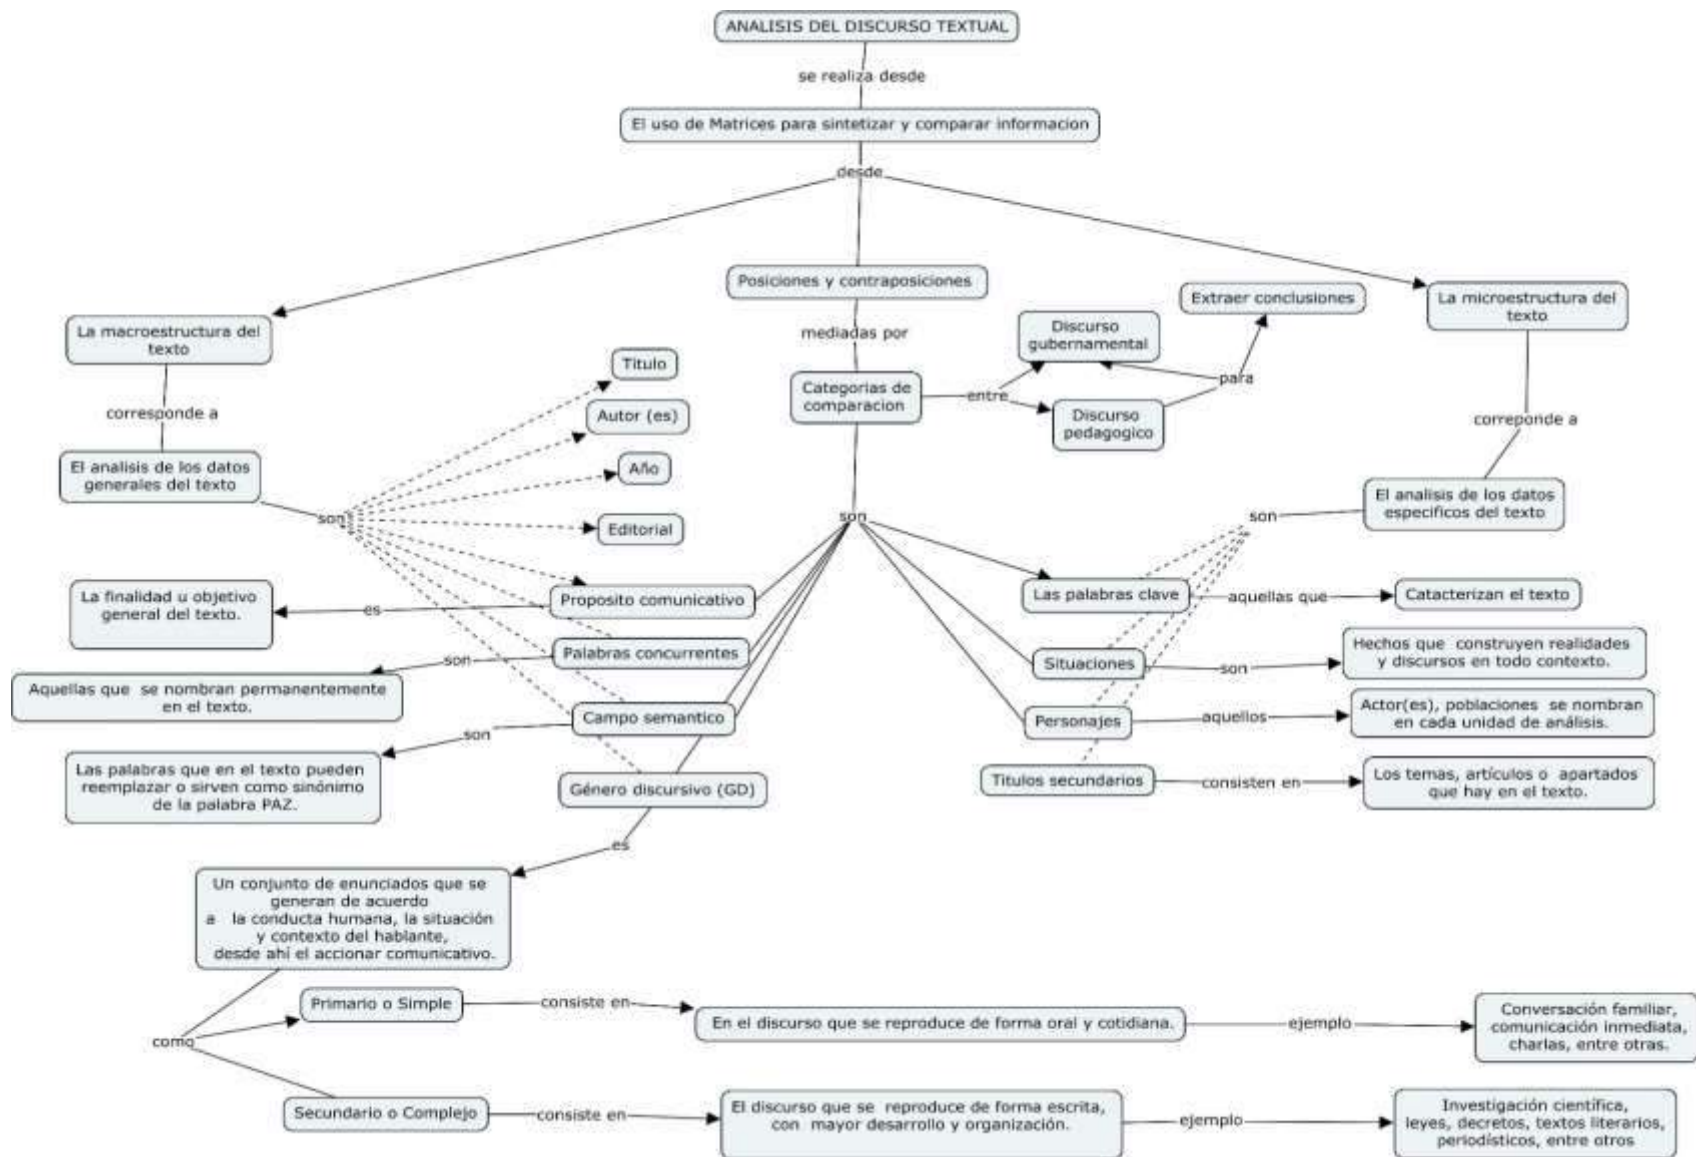 ANALISIS DEL DISCURSO TEXTUAL
se realiza desde
El uso de Matrices para sintetizar y comparar informacion
desde
Posiciones y contraposiciones
mediadas por
Categorias de
comparacion
entre
Discurso
gubernamental
Discurso
pedagogico
para
Extraer conclusiones
La macroestructura del
texto
corresponde a
El analisis de los datos
generales del texto
son
Titulo
Autor (es)
Año
Editorial
La microestructura del
texto
correponde a
El analisis de los datos
especificos del texto
son
son
Proposito comunicativo
es
La finalidad u objetivo
general del texto.
Palabras concurrentes
son
Aquellas que se nombran permanentemente
en el texto.
Campo semantico
son
Las palabras que en el texto pueden
reemplazar o sirven como sinónimo
de la palabra PAZ.
Género discursivo (GD)
es
Las palabras clave
aquellas que
Catacterizan el texto
Situaciones
son
Hechos que construyen realidades
y discursos en todo contexto.
Personajes
aquellos
Actor(es), poblaciones se nombran
en cada unidad de análisis.
Titulos secundarios
consisten en
Los temas, artículos o apartados
que hay en el texto.
Un conjunto de enunciados que se
generan de acuerdo
a la conducta humana, la situación
y contexto del hablante,
desde ahí el accionar comunicativo.
como
Primario o Simple
consiste en
En el discurso que se reproduce de forma oral y cotidiana.
ejemplo
Conversación familiar,
comunicación inmediata,
charlas, entre otras.
Secundario o Complejo
consiste en
El discurso que se reproduce de forma escrita,
con mayor desarrollo y organización.
ejemplo
Investigación científica,
leyes, decretos, textos literarios,
periodísticos, entre otros